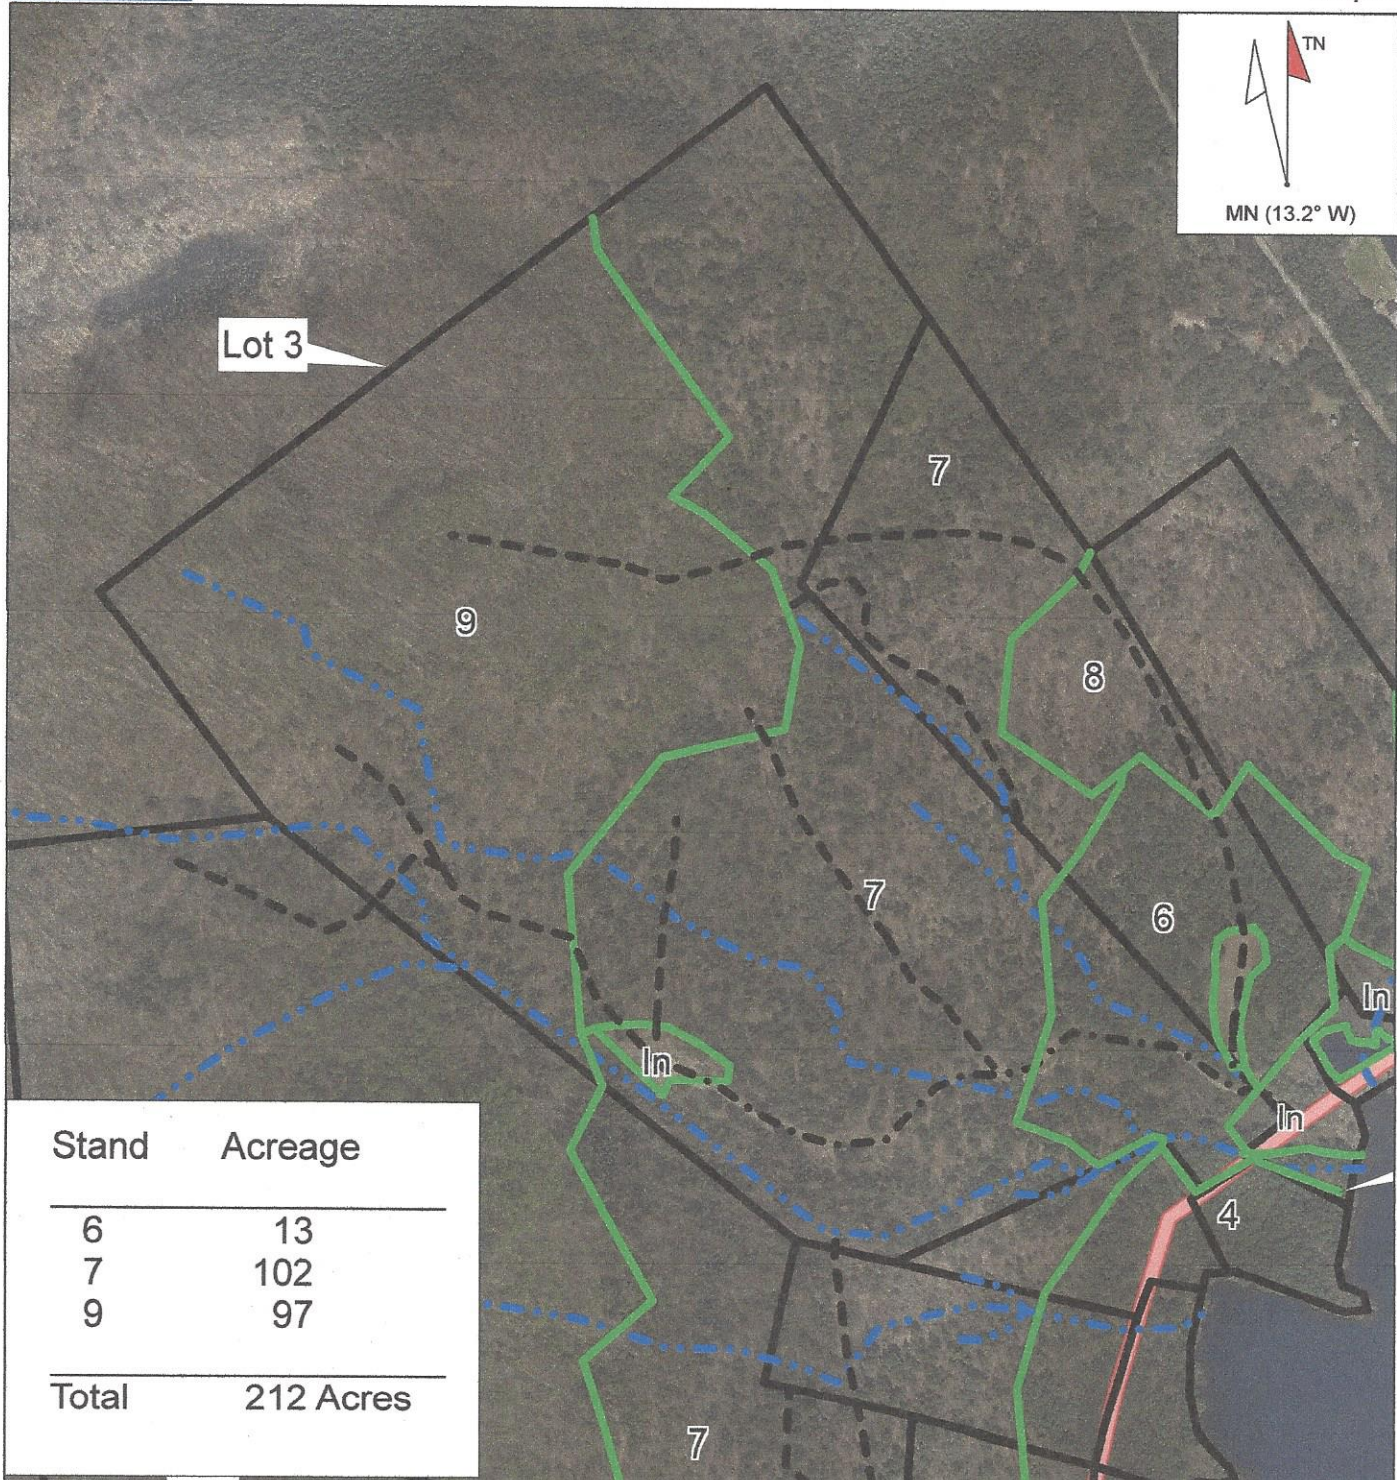 TN
MN (13.2° W)
Lot 3
7
9
8
7
6
In
In
In
4
7
Stand Acreage
6 13
7 102
9 97
Total 212 Acres